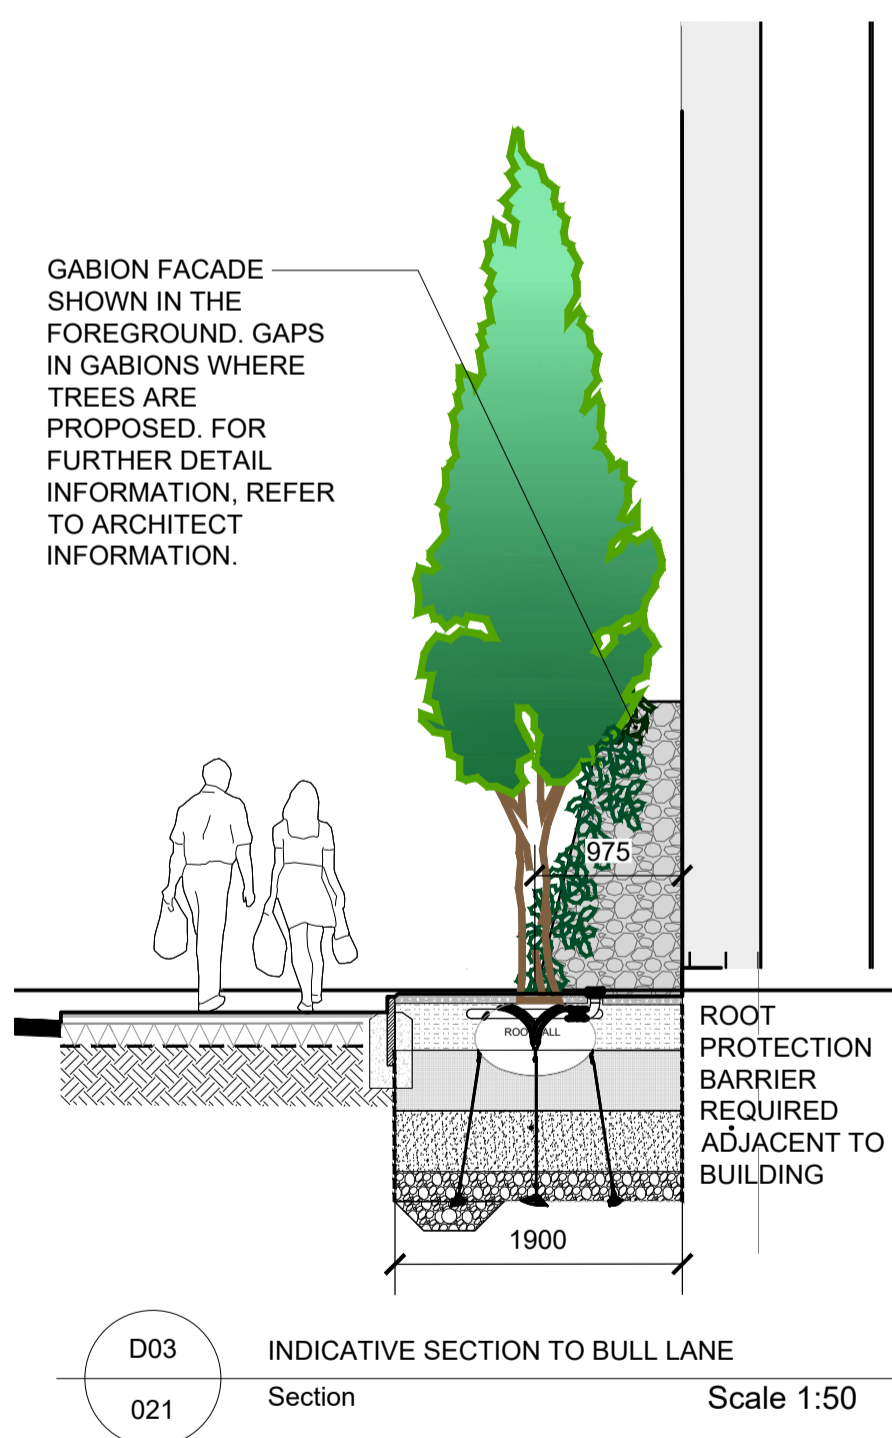 GABION FACADE
SHOWN IN THE
FOREGROUND. GAPS
IN GABIONS WHERE
TREES ARE
PROPOSED. FOR
FURTHER DETAIL
INFORMATION, REFER
TO ARCHITECT
INFORMATION.
975
ROOT
PROTECTION
BARRIER
REQUIRED
ADJACENT TO
BUILDING
1900
D03
021
INDICATIVE SECTION TO BULL LANE
Section
Scale 1:50